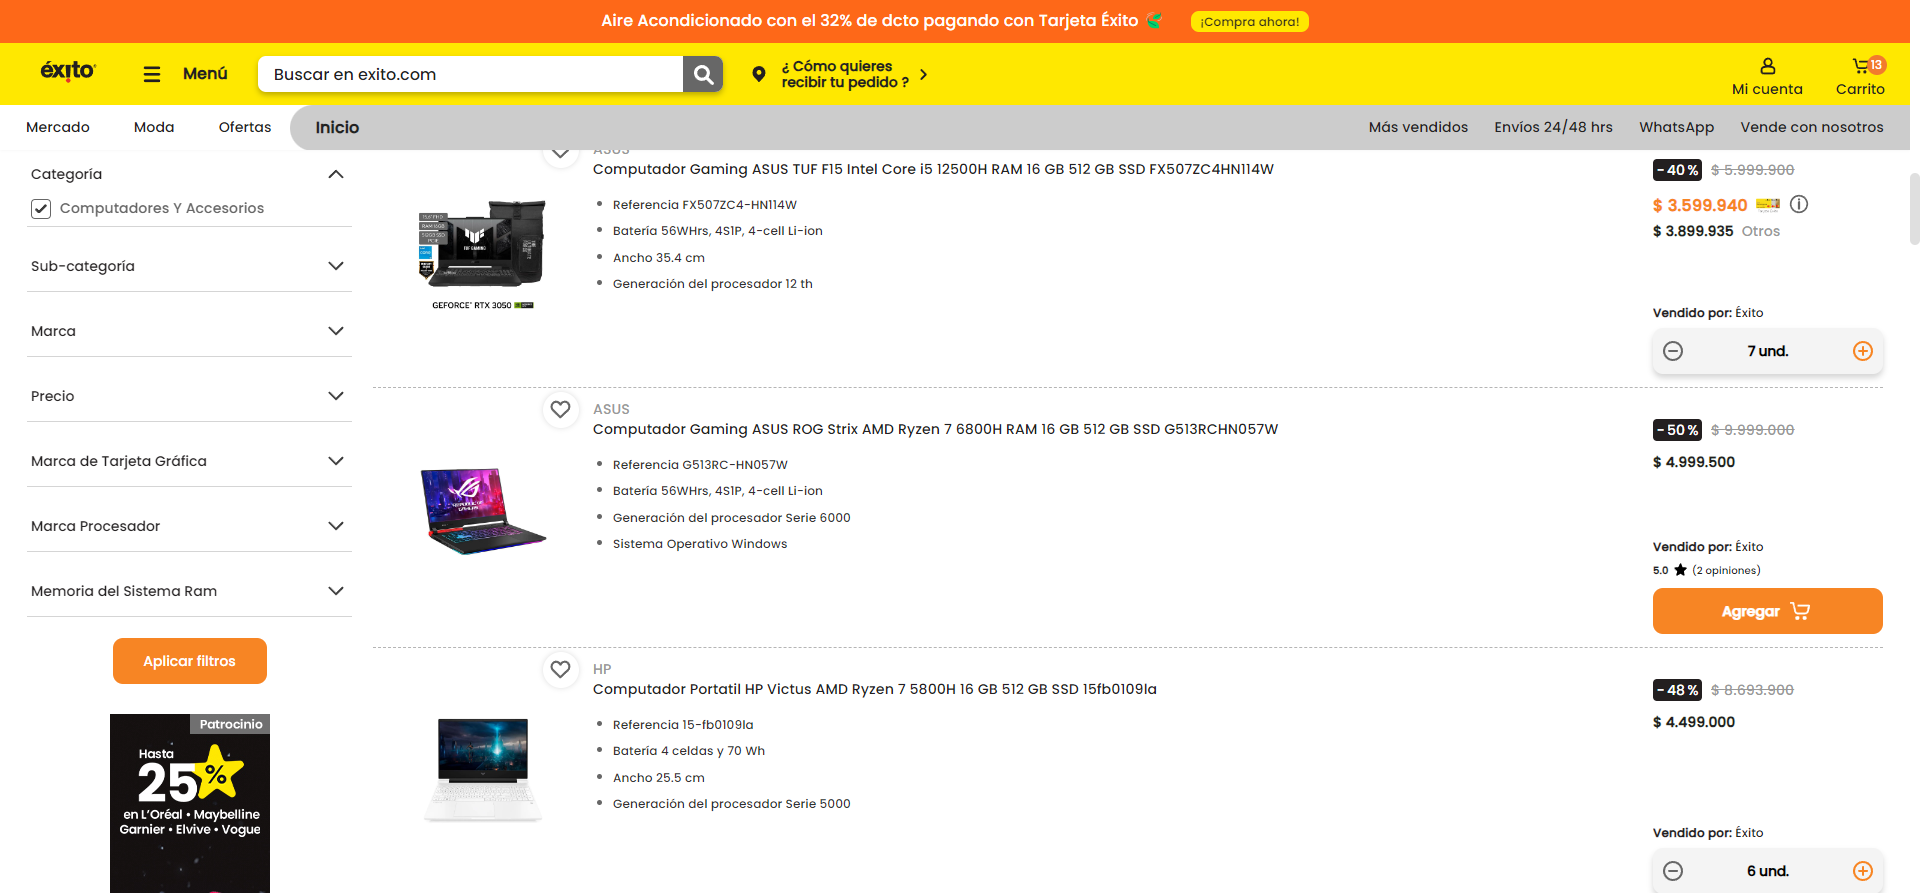 Aire Acondicionado con el 32% de dcto pagando con Tarjeta Éxito
¡Compra ahora!
éxito
Menú
Buscar en exito.com
¿ Cómo quieres
recibir tu pedido ?
Mi cuenta
13
Carrito
Mercado
Moda
Ofertas
Inicio
Más vendidos
Envíos 24/48 hrs
WhatsApp
Vende con nosotros
Categoría
Computadores Y Accesorios
Sub-categoría
Marca
Precio
Marca de Tarjeta Gráfica
Marca Procesador
Memoria del Sistema Ram
Aplicar filtros
Patrocinio
Hasta
25%
en L'Oréal • Maybelline
Garnier • Elvive • Vogue
ASUS
Computador Gaming ASUS TUF F15 Intel Core i5 12500H RAM 16 GB 512 GB SSD FX507ZC4HN114W
Referencia FX507ZC4-HN114W
Batería 56WHrs, 4S1P, 4-cell Li-ion
Ancho 35.4 cm
Generación del procesador 12 th
GEFORCE® RTX 3050
-40% $ 5.999.900
$ 3.599.940
$ 3.899.935 Otros
Vendido por: Éxito
7 und.
ASUS
Computador Gaming ASUS ROG Strix AMD Ryzen 7 6800H RAM 16 GB 512 GB SSD G513RCHN057W
Referencia G513RC-HN057W
Batería 56WHrs, 4S1P, 4-cell Li-ion
Generación del procesador Serie 6000
Sistema Operativo Windows
-50% $ 9.999.000
$ 4.999.500
Vendido por: Éxito
5.0 (2 opiniones)
Agregar
HP
Computador Portatil HP Victus AMD Ryzen 7 5800H 16 GB 512 GB SSD 15fb0109la
Referencia 15-fb0109la
Batería 4 celdas y 70 Wh
Ancho 25.5 cm
Generación del procesador Serie 5000
-48% $ 8.693.900
$ 4.499.000
Vendido por: Éxito
6 und.